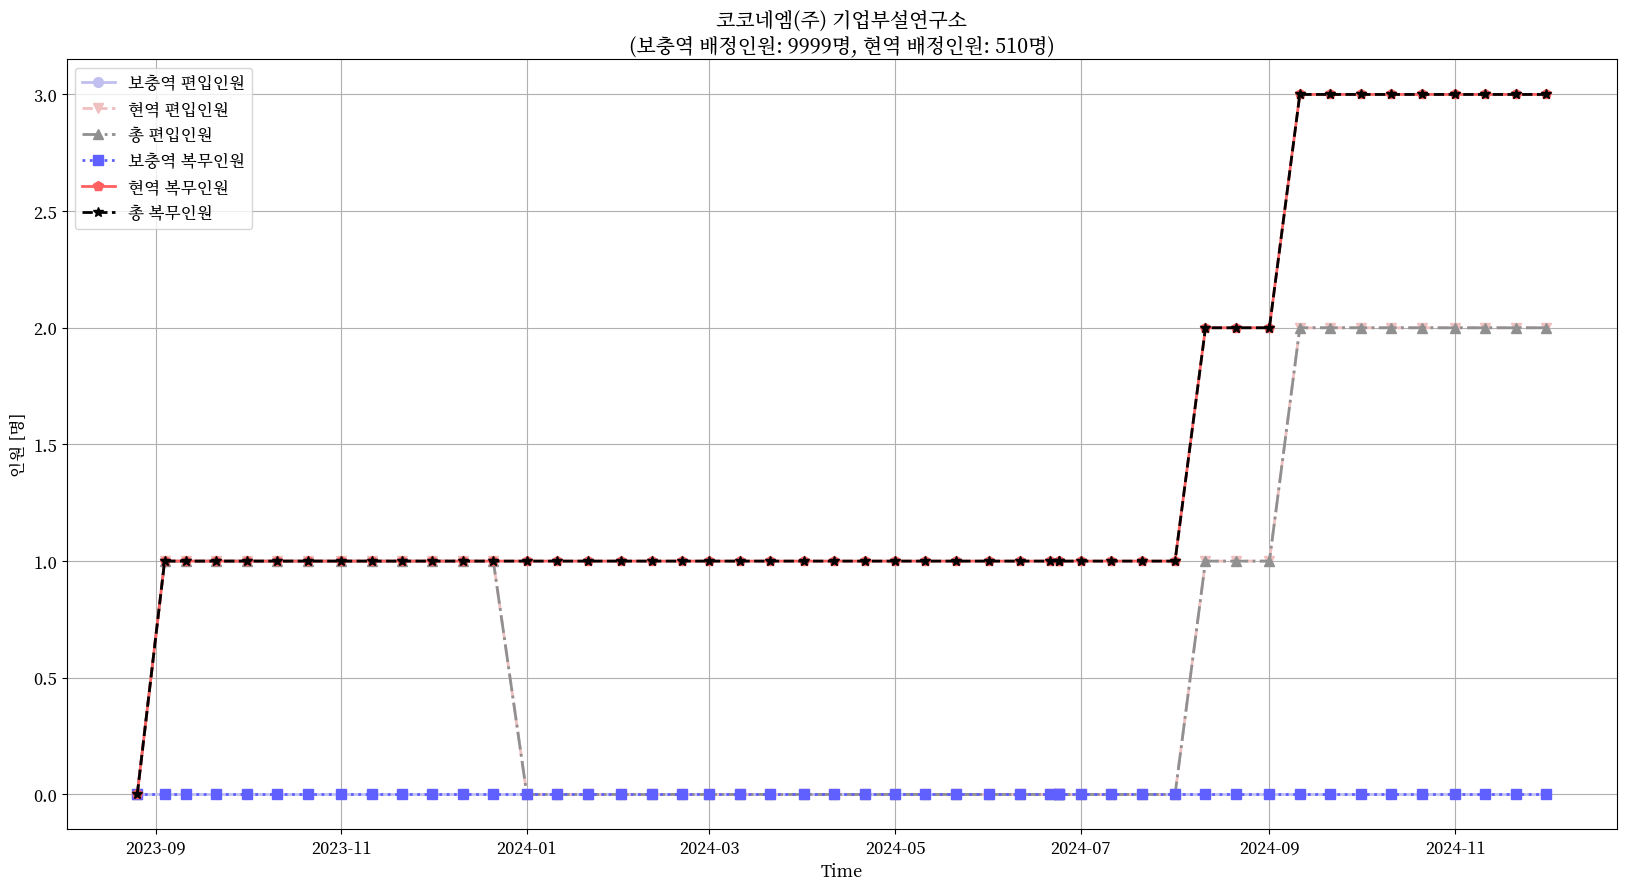 코코네엠(주) 기업부설연구소
(보충역 배정인원: 9999명, 현역 배정인원: 510명)
보충역 편입인원
현역 편입인원
총 편입인원
보충역 복무인원
현역 복무인원
총 복무인원
3.0
2.5
2.0
1.5
1.0
0.5
0.0
인원 [명]
2023-09 2023-11 2024-01 2024-03 2024-05 2024-07 2024-09 2024-11
Time